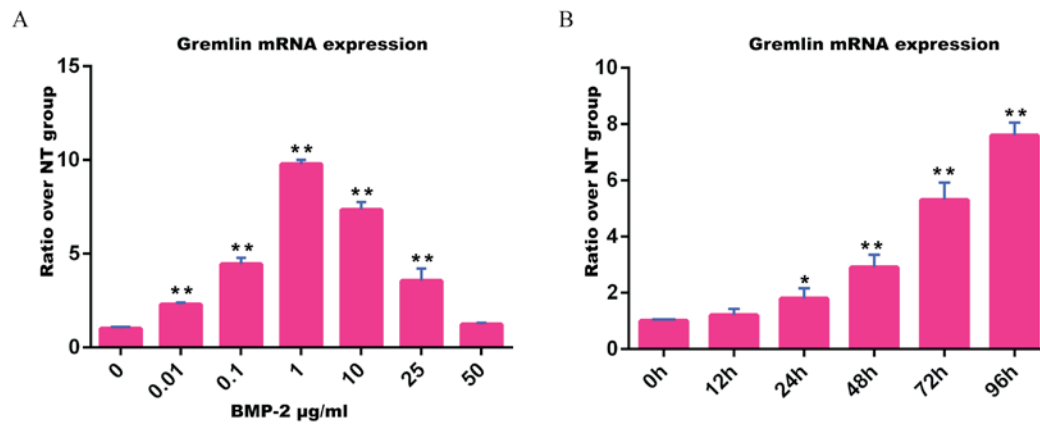 A
Gremlin mRNA expression
Ratio over NT group
15
10
5
0
**
**
**
**
**
0
0.01
0.1
1
10
25
50
BMP-2 µg/ml
B
Gremlin mRNA expression
Ratio over NT group
10
8
6
4
2
0
*
**
**
**
0h
12h
24h
48h
72h
96h